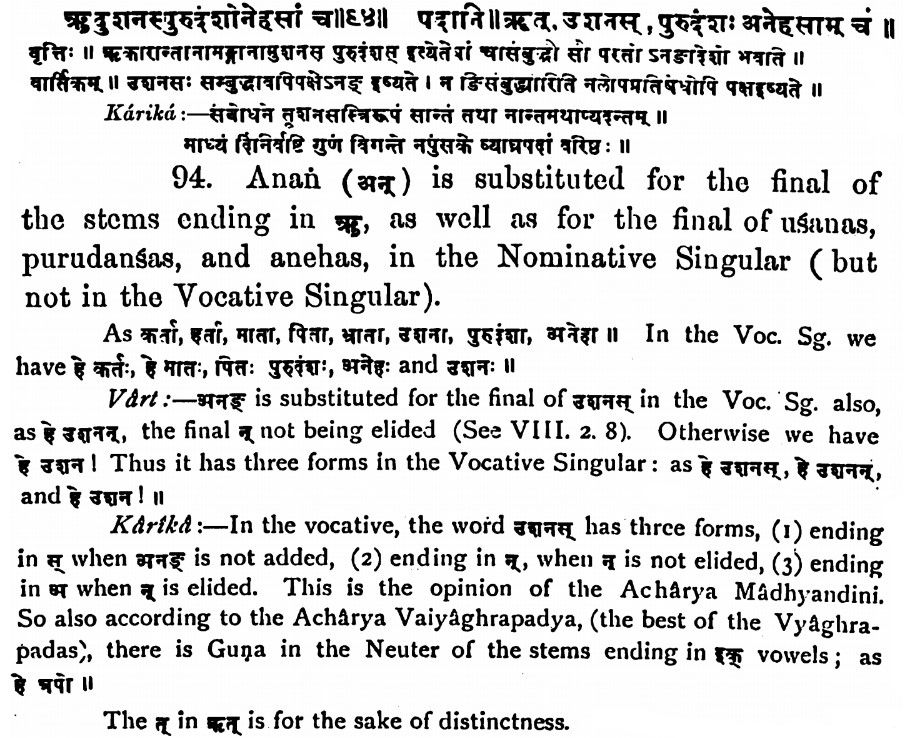 ऋदुशनस्पुरुदंशोनेहसां च॥९४॥ पदानि॥ऋत्, उशनस्, पुरुदंशः अनेहसाम् च ॥
वृत्तिः ॥ ऋकारान्तानामङ्गानामुशनस् पुरुदंशस् इत्येतेषां चासंबुद्धौ सौ परतो ऽनङादेशो भवति ॥
वार्तिकम् ॥ उशनसः सम्बुद्धावपिपक्षेऽनङ् इष्यते । न ङिसंबुद्ध्योरिति नलोपप्रतिषेधोपि पक्षइष्यते ॥
Káriká:—संबोधने तूशनसस्त्रिरूपं सान्तं तथा नान्तमथाप्यदन्तम् ॥
माध्यंदिनिर्वष्टि गुणं विगन्ते नपुंसके व्याघ्रपदां वरिष्ठः ॥
94. Anaṅ (अन्) is substituted for the final of
the stems ending in ऋ, as well as for the final of uśanas,
purudanśas, and anehas, in the Nominative Singular (but
not in the Vocative Singular).
As कर्ता, हर्ता, माता, पिता, भ्राता, उशना, पुरुदंशा, अनेहा ॥ In the Voc. Sg. we
have हे कर्तः, हे मातः, पितः पुरुदंशः, अनेहः and उशनः ॥
Vârt:—अनङ् is substituted for the final of उशनस् in the Voc. Sg. also,
as हे उशनन्, the final न् not being elided (See VIII. 2. 8). Otherwise we have
हे उशन! Thus it has three forms in the Vocative Singular: as हे उशनस्, हे उशनन्,
and हे उशन! ॥
Kârikâ:—In the vocative, the word उशनस् has three forms, (1) ending
in स् when अनङ् is not added, (2) ending in न्, when न् is not elided, (3) ending
in अ when न् is elided. This is the opinion of the Achârya Mâdhyandini.
So also according to the Achârya Vaiyâghrapadya, (the best of the Vyâghra-
padas), there is Guṇa in the Neuter of the stems ending in इक् vowels; as
हे त्रपो ॥
The त् in ऋत् is for the sake of distinctness.